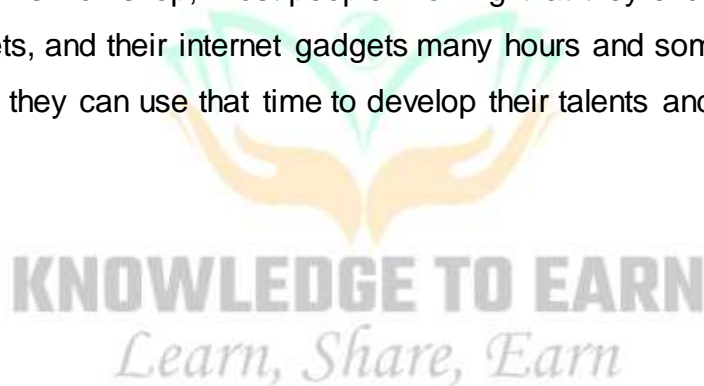 ets, and their internet gadgets many hours and som
they can use that time to develop their talents and
KNOWLEDGE TO EARN
Learn, Share, Earn